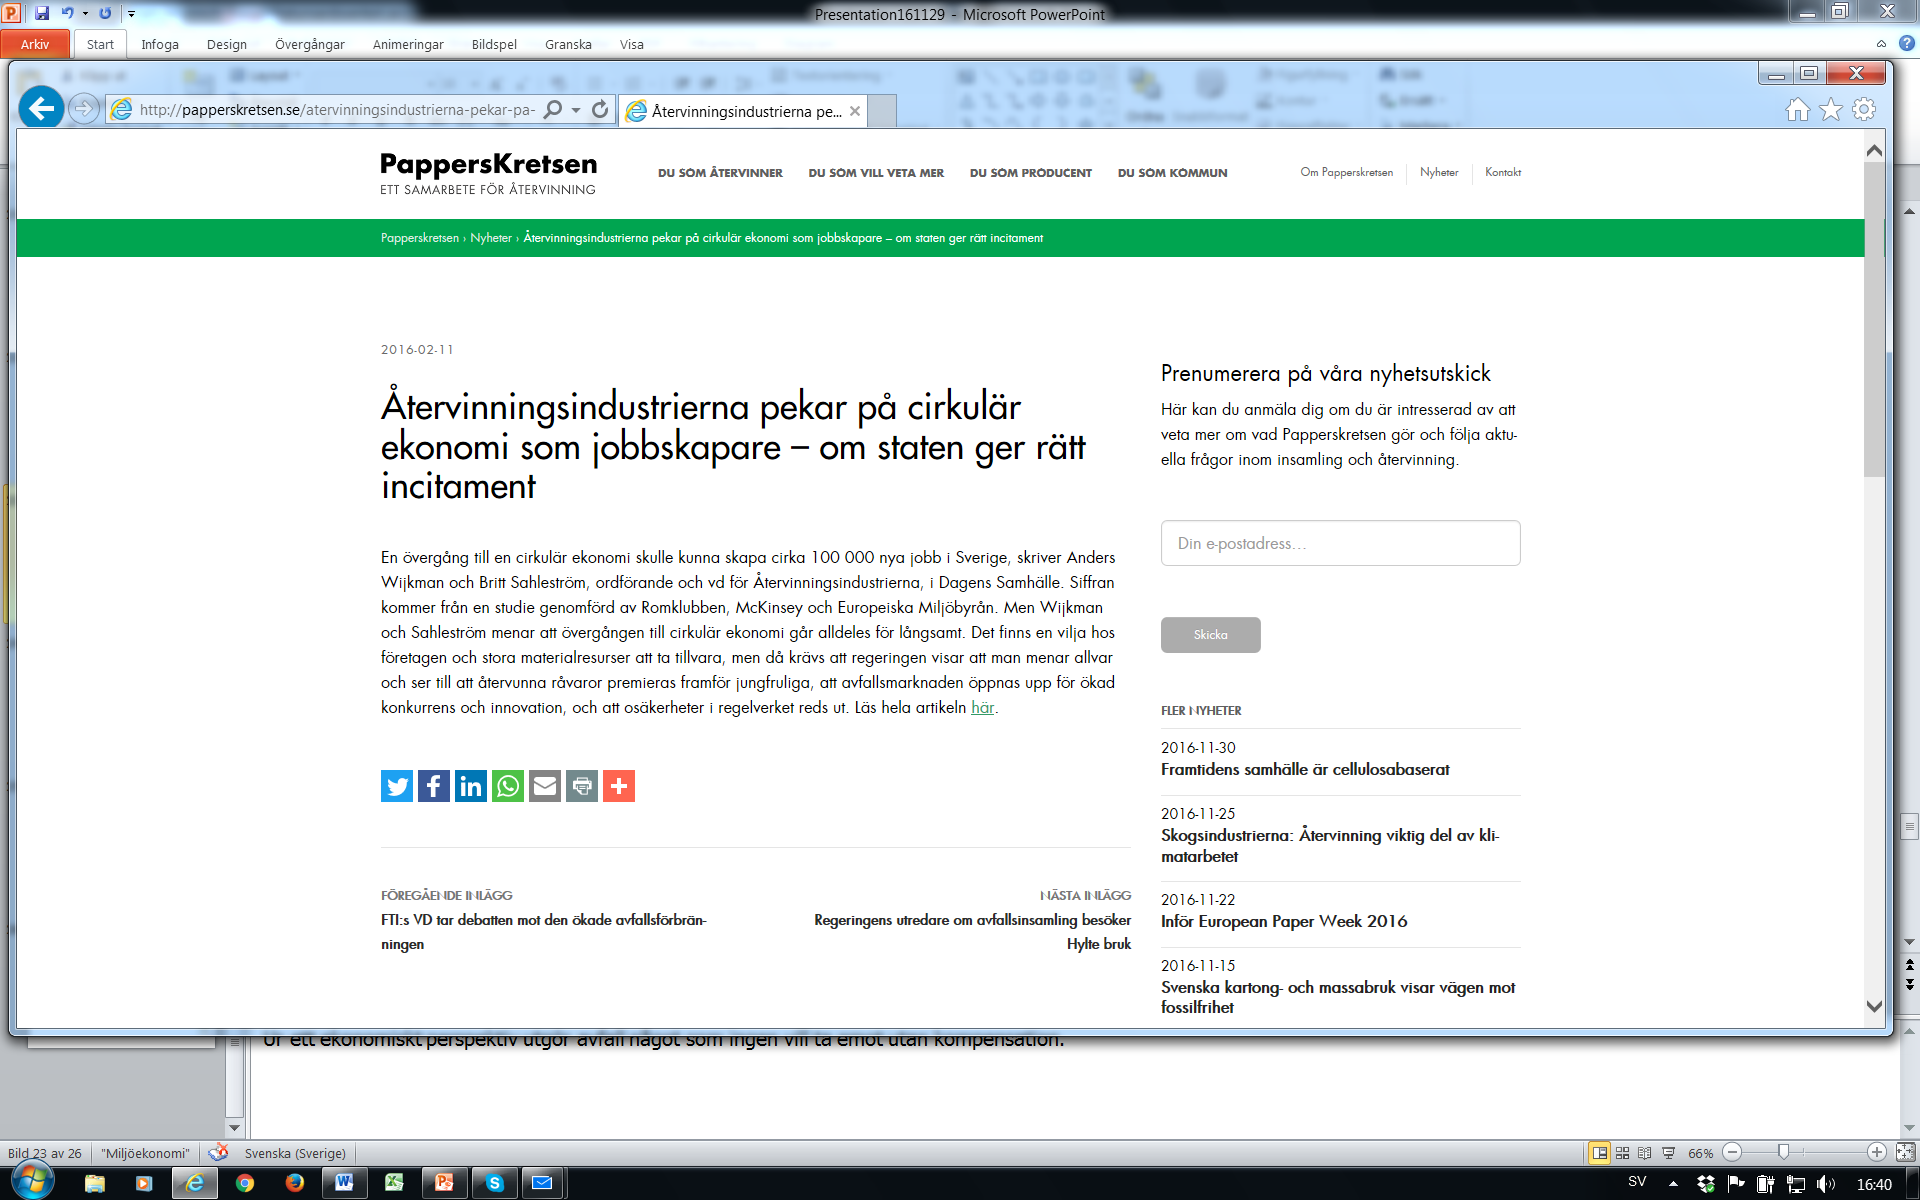 Presentation161129 - Microsoft PowerPoint
Arkiv Start Infoga Design Övergångar Animeringar Bildspel Granska Visa
http://papperskretsen.se/atervinningsindustrierna-pekar-pa-
Återvinningsindustrierna pe...
PappersKretsen
ETT SAMARBETE FÖR ÅTERVINNING
DU SOM ÅTERVINNER DU SOM VILL VETA MER DU SOM PRODUCENT DU SOM KOMMUN
Om Papperskretsen Nyheter Kontakt
Papperskretsen › Nyheter › Återvinningsindustrierna pekar på cirkulär ekonomi som jobbskapare – om staten ger rätt incitament
2016-02-11
Återvinningsindustrierna pekar på cirkulär
ekonomi som jobbskapare – om staten ger rätt
incitament
En övergång till en cirkulär ekonomi skulle kunna skapa cirka 100 000 nya jobb i Sverige, skriver Anders
Wijkman och Britt Sahleström, ordförande och vd för Återvinningsindustrierna, i Dagens Samhälle. Siffran
kommer från en studie genomförd av Romklubben, McKinsey och Europeiska Miljöbyrån. Men Wijkman
och Sahleström menar att övergången till cirkulär ekonomi går alldeles för långsamt. Det finns en vilja hos
företagen och stora materialresurser att ta tillvara, men då krävs att regeringen visar att man menar allvar
och ser till att återvunna råvaror premieras framför jungfruliga, att avfallsmarknaden öppnas upp för ökad
konkurrens och innovation, och att osäkerheter i regelverket reds ut. Läs hela artikeln här.
FÖREGÅENDE INLÄGG
FTI:s VD tar debatten mot den ökade avfallsförbrän-
ningen
NÄSTA INLÄGG
Regeringens utredare om avfallsinsamling besöker
Hylte bruk
Prenumerera på våra nyhetsutskick
Här kan du anmäla dig om du är intresserad av att
veta mer om vad Papperskretsen gör och följa aktu-
ella frågor inom insamling och återvinning.
Din e-postadress...
Skicka
FLER NYHETER
2016-11-30
Framtidens samhälle är cellulosabaserat
2016-11-25
Skogsindustrierna: Återvinning viktig del av kli-
matarbetet
2016-11-22
Inför European Paper Week 2016
2016-11-15
Svenska kartong- och massabruk visar vägen mot
fossilfrihet
Ur ett ekonomiskt perspektiv utgör avfall något som ingen vill ta emot utan kompensation.
Bild 23 av 26 "Miljöekonomi" Svenska (Sverige) 66%
SV 16:40